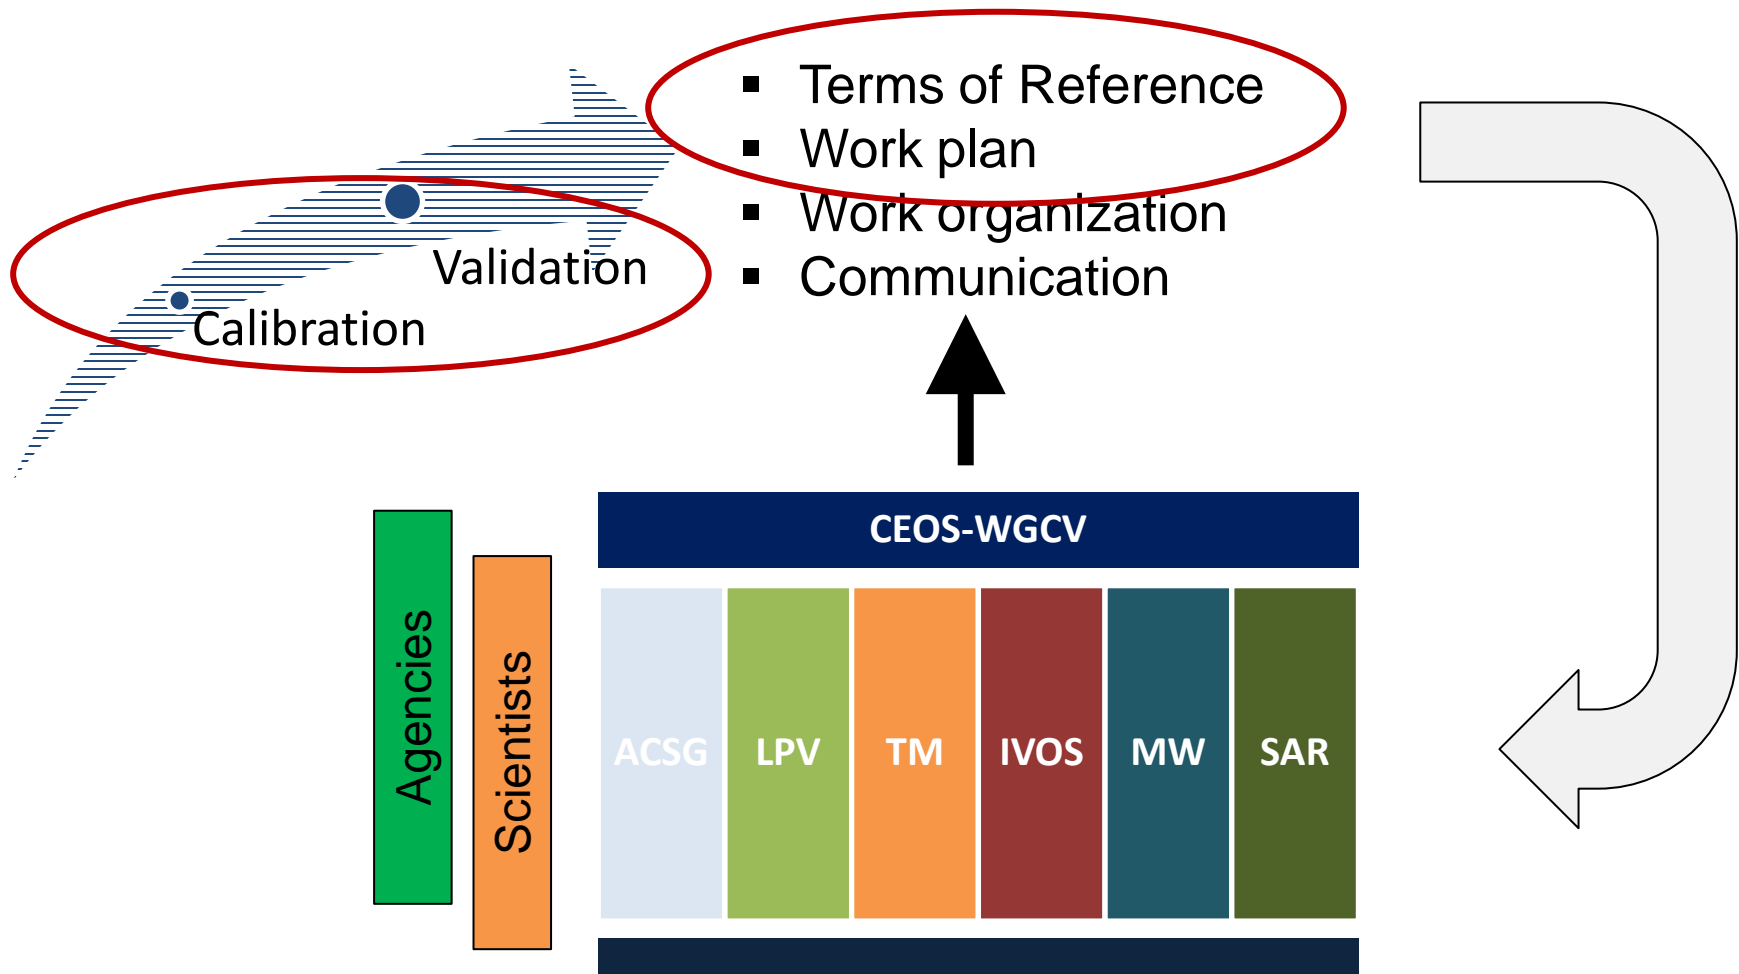 ▪ Terms of Reference
▪ Work plan
▪ Work organization
▪ Communication
Validation
Calibration
CEOS-WGCV
Agencies
Scientists
ACSG
LPV
TM
IVOS
MW
SAR